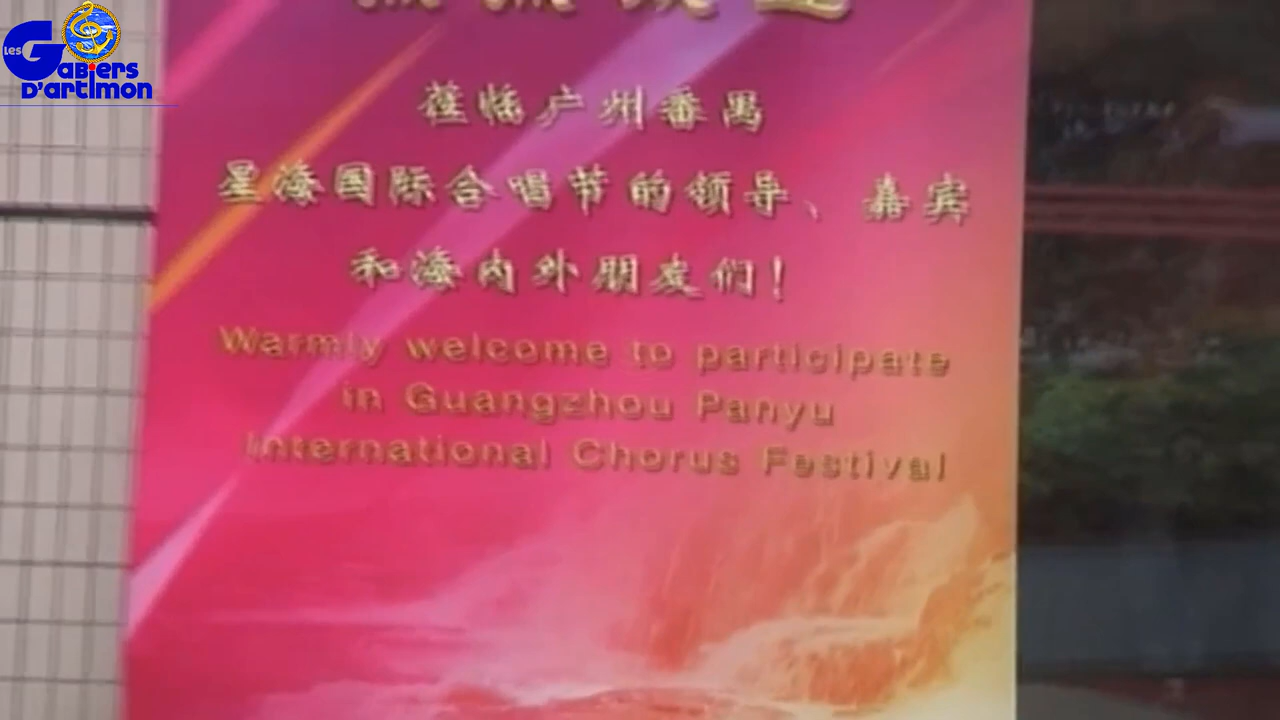 LES GABIERS
D'ARTIMON
莅临广州番禺
星海国际合唱节的领导、嘉宾
和海内外朋友们!
Warmly welcome to participate
in Guangzhou Panyu
International Chorus Festival